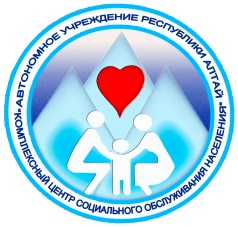 АВТОНОМНОЕ УЧРЕЖДЕНИЕ РЕСПУБЛИКИ АЛТАЙ
"КОМПЛЕКСНЫЙ ЦЕНТР СОЦИАЛЬНОГО ОБСЛУЖИВАНИЯ НАСЕЛЕНИЯ"